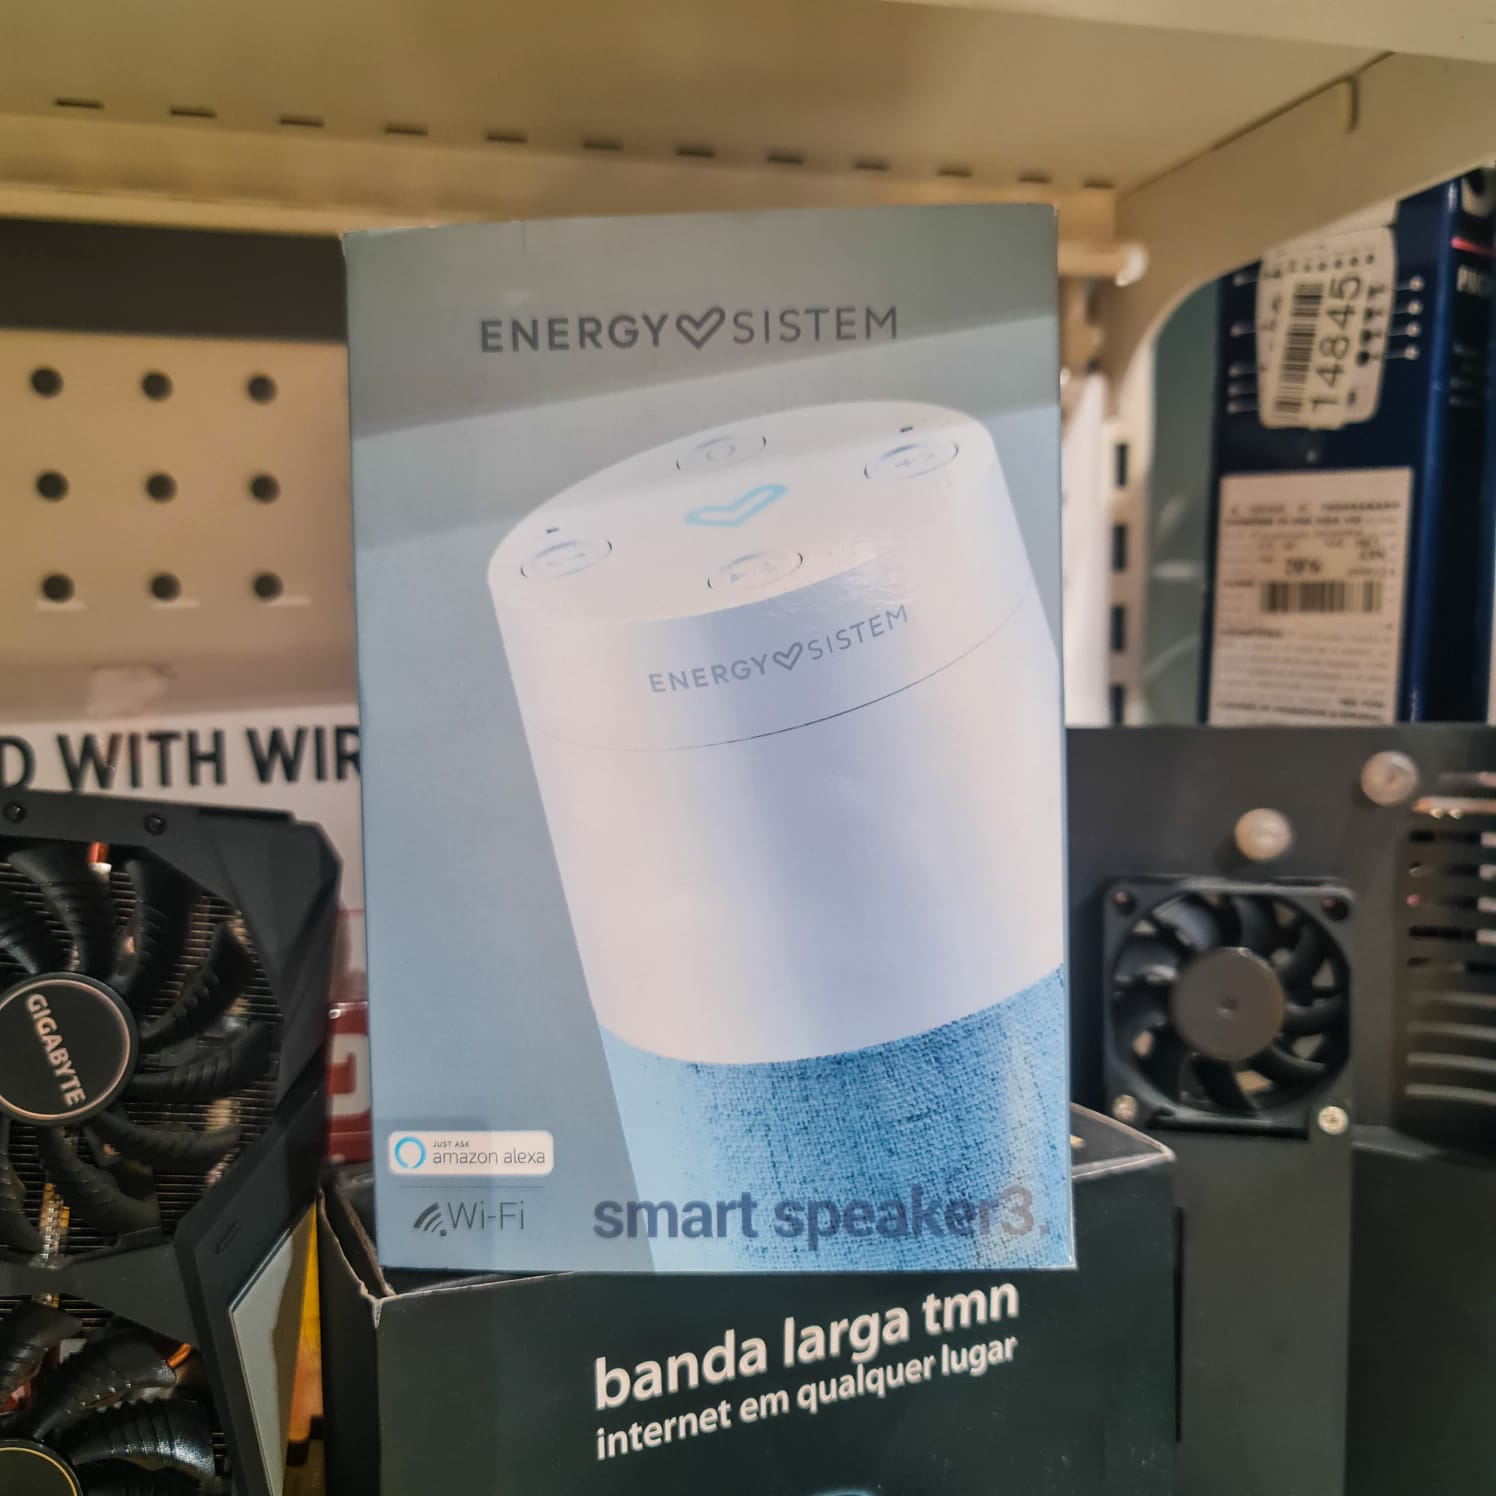 ENERGY SISTEM
ENERGY SISTEM
JUST ASK
amazon alexa
Wi-Fi
smart speaker3.
banda larga tmn
internet em qualquer lugar
D WITH WIR
GIGABYTE
14845